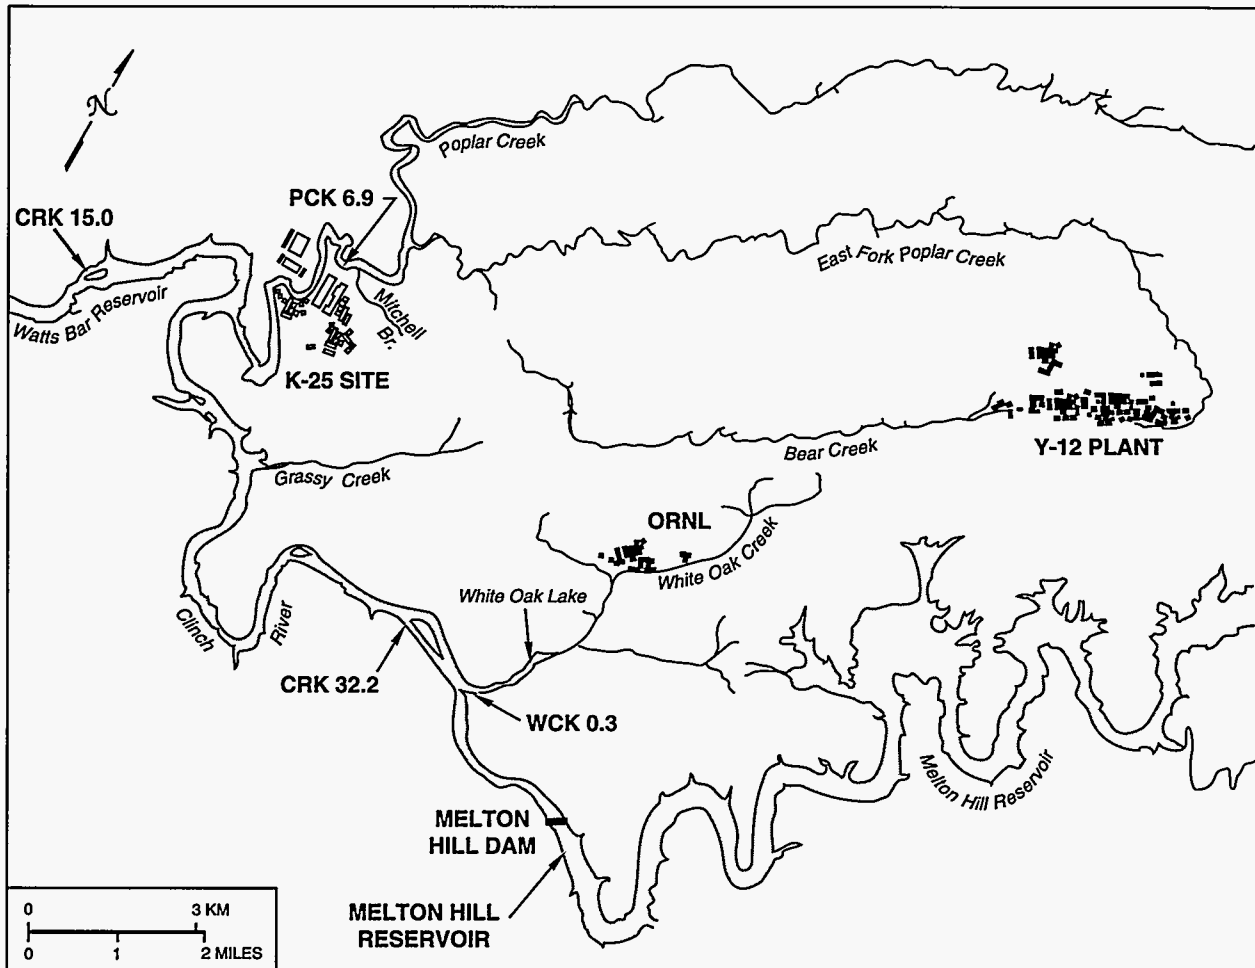 N
Poplar Creek
PCK 6.9
CRK 15.0
East Fork Poplar Creek
Watts Bar Reservoir
Mitchell
Br.
K-25 SITE
Bear Creek
Y-12 PLANT
Grassy Creek
ORNL
White Oak Creek
White Oak Lake
Clinch
River
CRK 32.2
WCK 0.3
Melton Hill Reservoir
MELTON
HILL DAM
MELTON HILL
RESERVOIR
0 3 KM
0 1 2 MILES